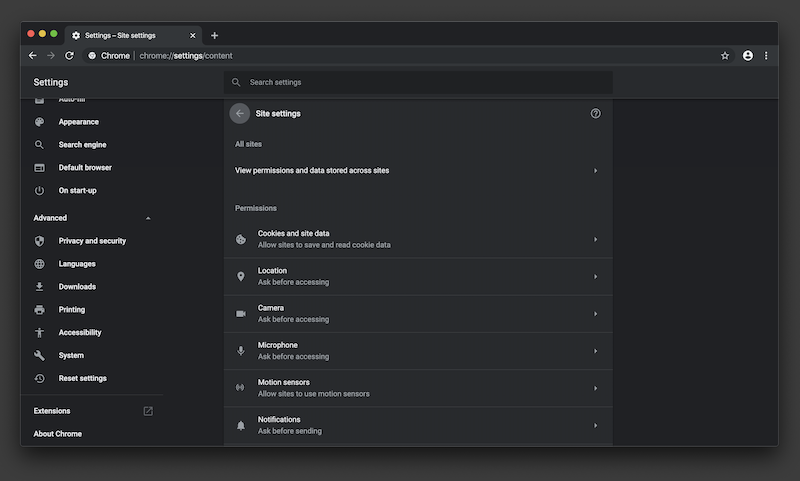 Settings – Site settings
Chrome | chrome://settings/content
Settings
Search settings
Auto-fill
Appearance
Search engine
Default browser
On start-up
Advanced
Privacy and security
Languages
Downloads
Printing
Accessibility
System
Reset settings
Extensions
About Chrome
Site settings
All sites
View permissions and data stored across sites
Permissions
Cookies and site data
Allow sites to save and read cookie data
Location
Ask before accessing
Camera
Ask before accessing
Microphone
Ask before accessing
Motion sensors
Allow sites to use motion sensors
Notifications
Ask before sending